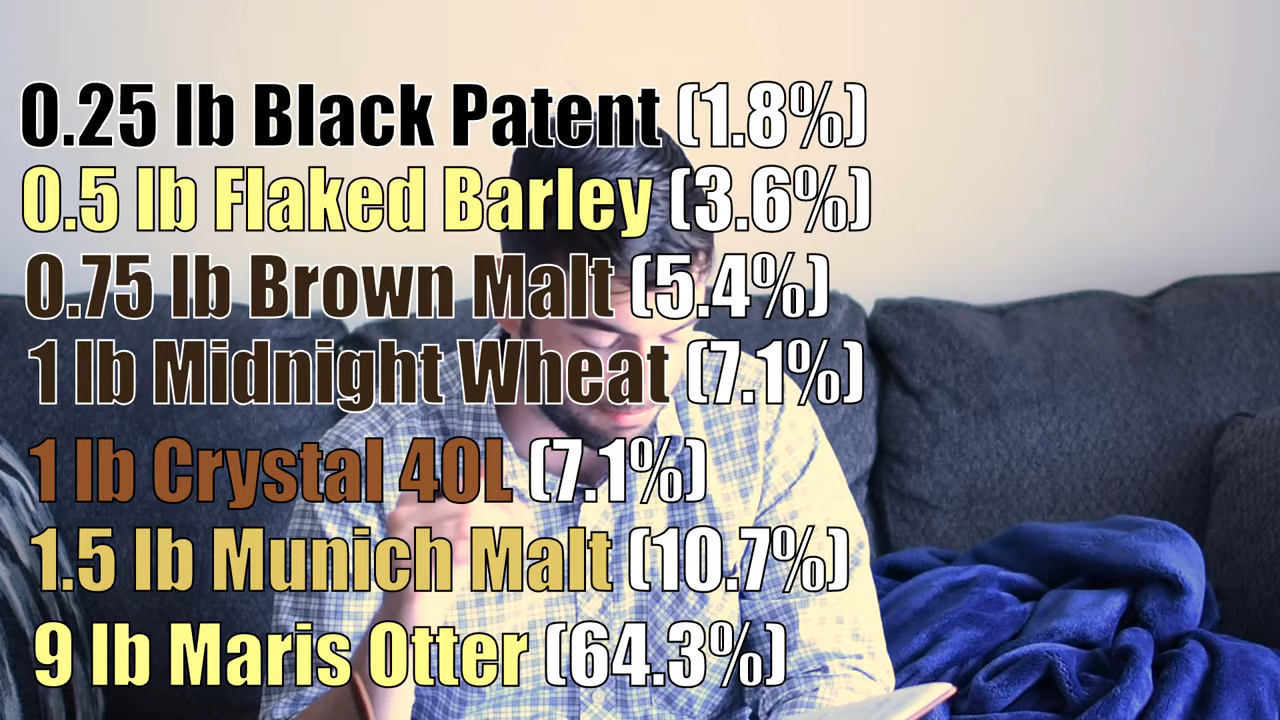 0.25 lb Black Patent (1.8%)
0.5 lb Flaked Barley (3.6%)
0.75 lb Brown Malt (5.4%)
1 lb Midnight Wheat (7.1%)
1 lb Crystal 40L (7.1%)
1.5 lb Munich Malt (10.7%)
9 lb Maris Otter (64.3%)